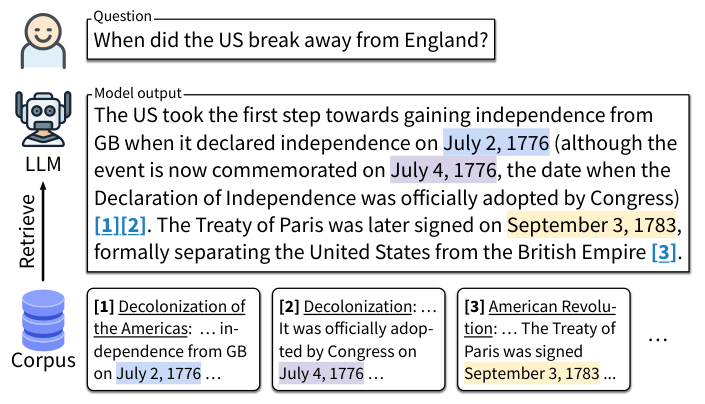 Question
When did the US break away from England?
Model output
The US took the first step towards gaining independence from
GB when it declared independence on July 2, 1776 (although the
event is now commemorated on July 4, 1776, the date when the
Declaration of Independence was officially adopted by Congress)
[1][2]. The Treaty of Paris was later signed on September 3, 1783,
formally separating the United States from the British Empire [3].
LLM
Retrieve
Corpus
[1] Decolonization of
the Americas: … in-
dependence from GB
on July 2, 1776 …
[2] Decolonization: …
It was officially adop-
ted by Congress on
July 4, 1776 …
[3] American Revolu-
tion: … The Treaty of
Paris was signed
September 3, 1783 ...
…